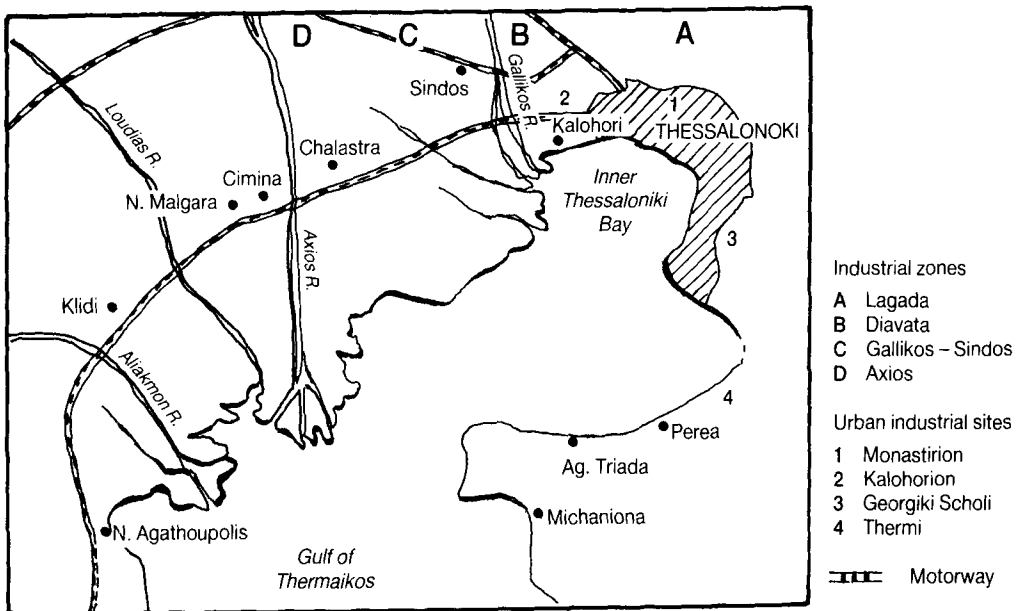 D
C
B
A
Sindos
Gallikos R.
2
1
Kalohori
THESSALONOKI
Loudias R.
Chalastra
Cimina
N. Malgara
Inner
Thessaloniki
Bay
3
Axios R.
Klidi
Aliakmon R.
4
Perea
Ag. Triada
Michaniona
N. Agathoupolis
Gulf of
Thermaikos
Industrial zones
A Lagada
B Diavata
C Gallikos – Sindos
D Axios
Urban industrial sites
1 Monastirion
2 Kalohorion
3 Georgiki Scholi
4 Thermi
Motorway